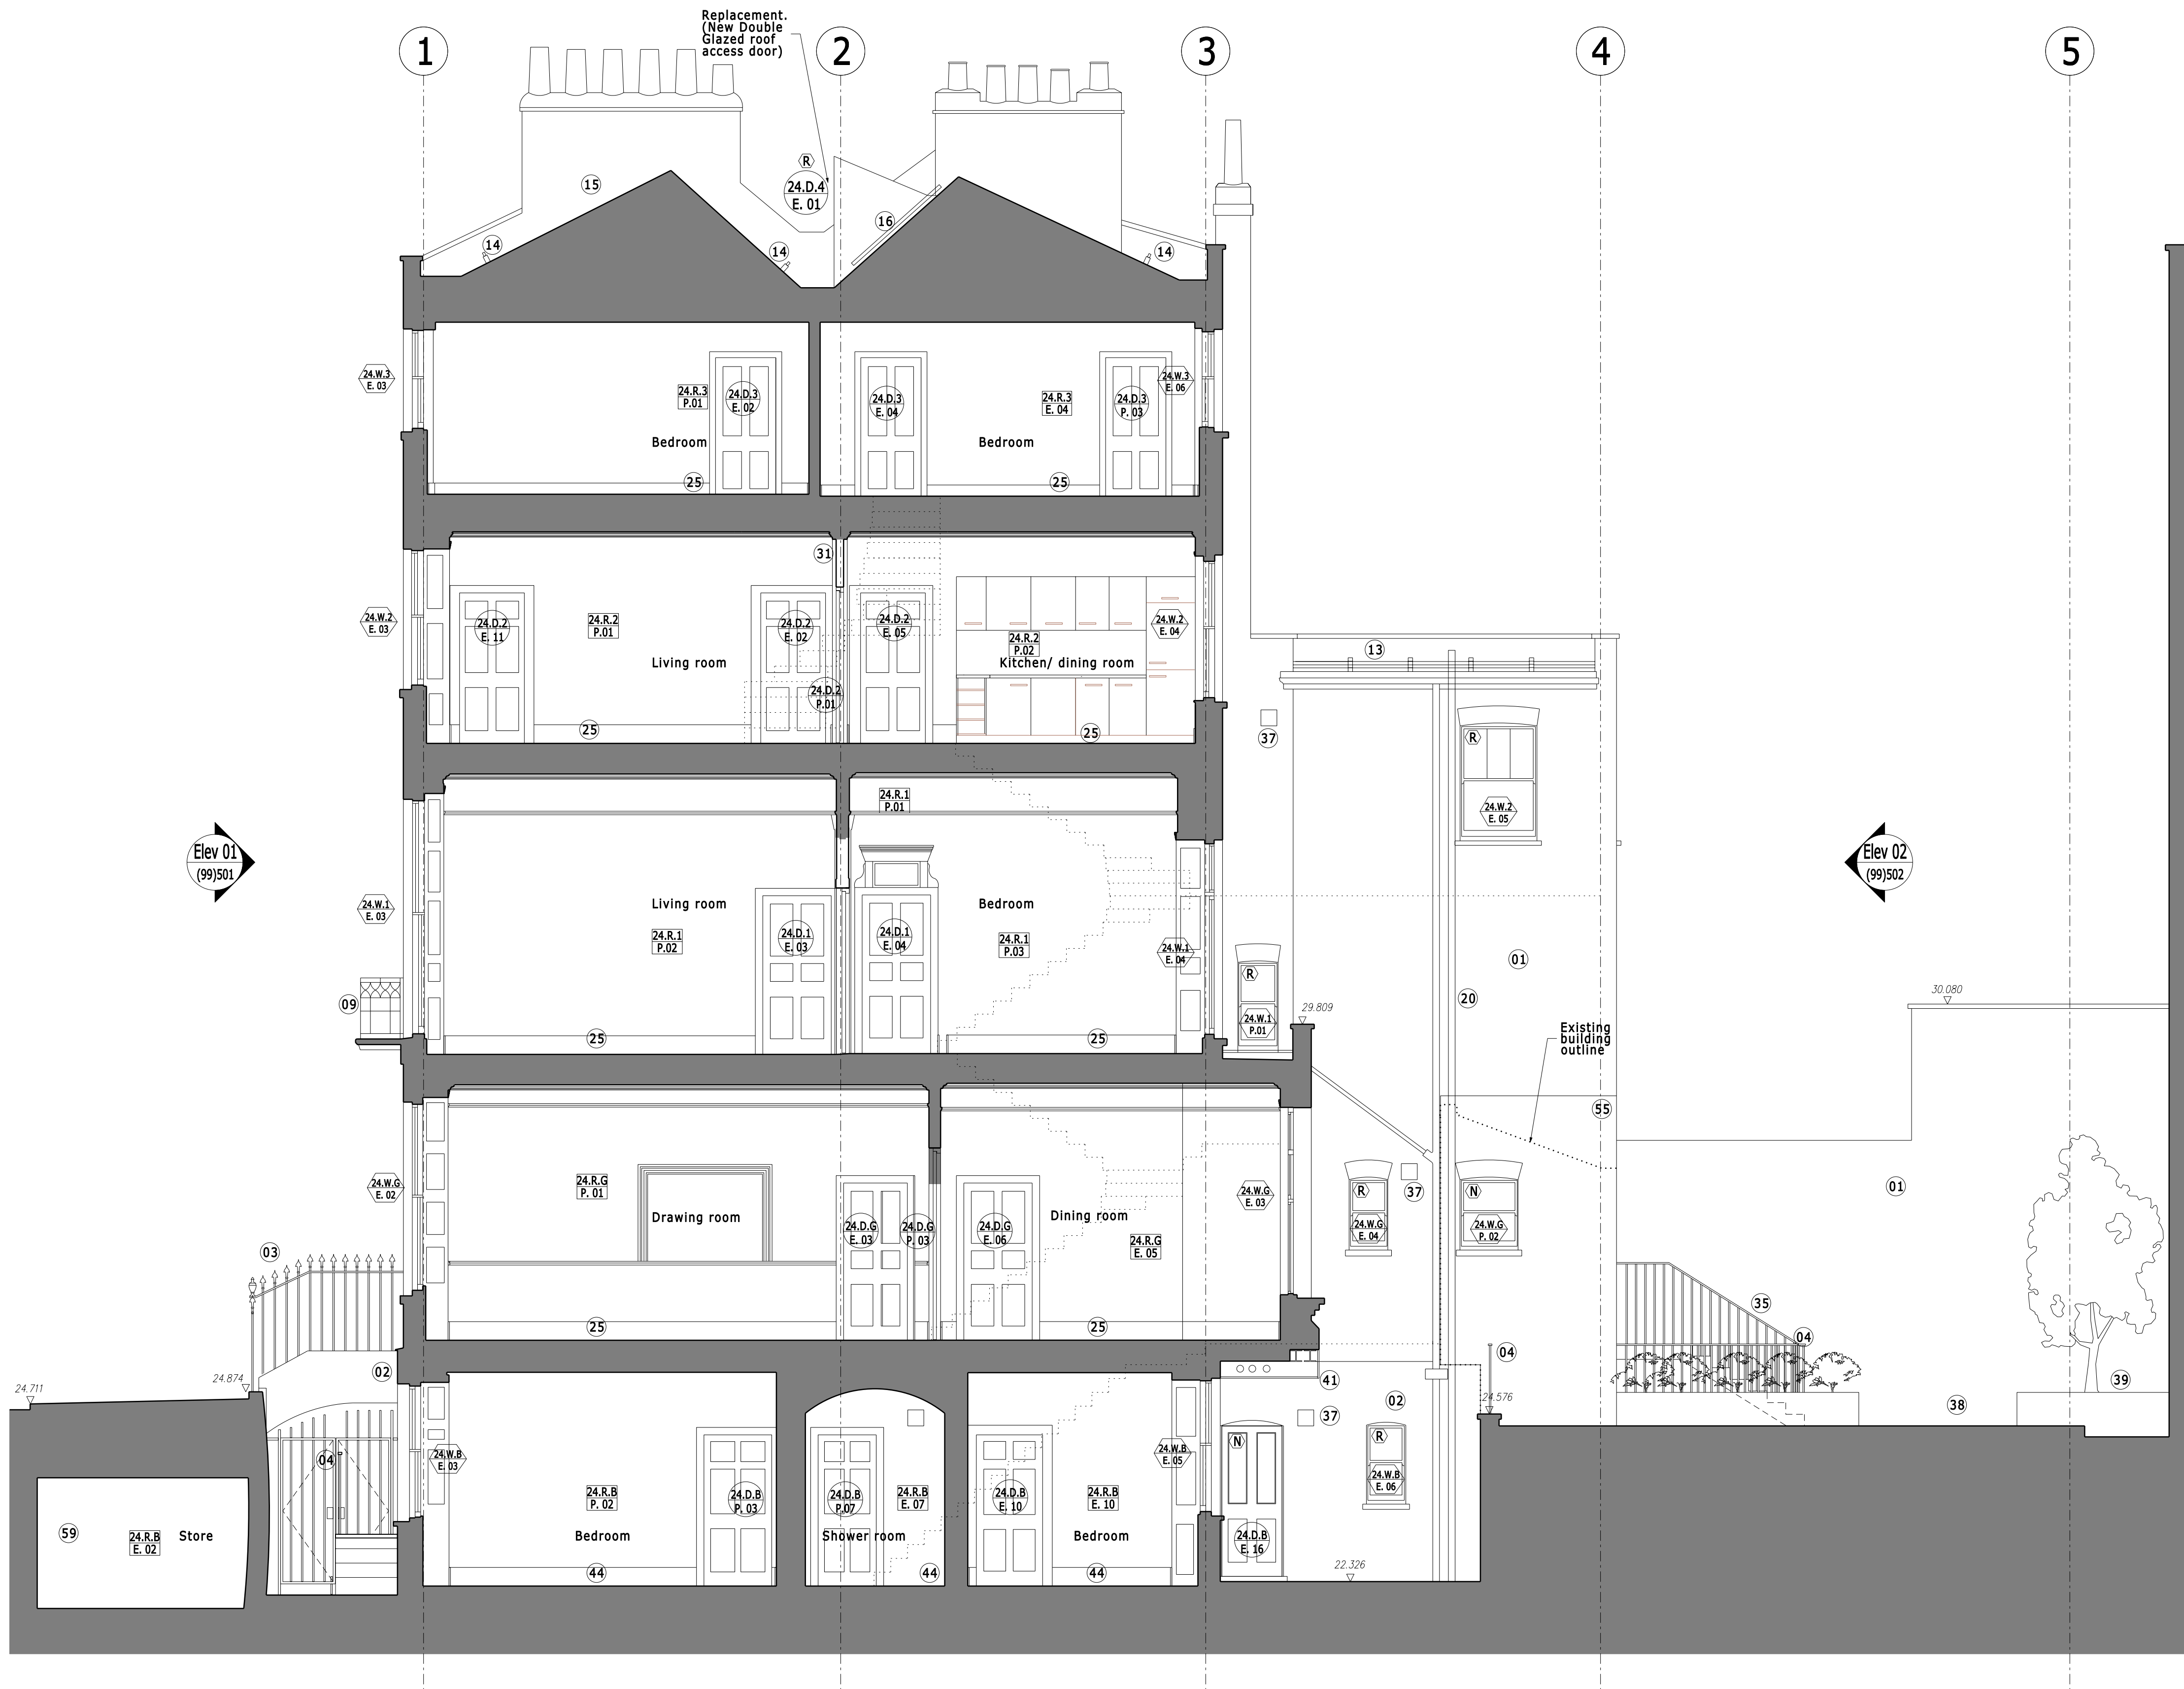 Replacement.
(New Double
Glazed roof
access door)
1
2
3
4
5
R
24.D.4
E. 01
15
16
14
14
14
24.W.3
E. 03
24.R.3
P.01
24.D.3
E. 02
24.D.3
E. 04
24.R.3
E. 04
24.D.3
P. 03
24.W.3
E. 06
Bedroom
Bedroom
25
25
31
24.W.2
E. 03
24.D.2
E. 11
24.R.2
P.01
24.D.2
E. 02
24.D.2
E. 05
24.R.2
P.02
24.W.2
E. 04
Living room
Kitchen/ dining room
24.D.2
P.01
25
25
13
37
R
24.W.2
E. 05
24.R.1
P.01
Elev 01
(99)501
Elev 02
(99)502
24.W.1
E. 03
Living room
Bedroom
24.R.1
P.02
24.D.1
E. 03
24.D.1
E. 04
24.R.1
P.03
24.W.1
E. 04
01
R
24.W.1
P.01
20
09
29.809
30.080
25
25
Existing
building
outline
55
24.W.G
E. 02
24.R.G
P. 01
Drawing room
24.D.G
E. 03
24.D.G
P. 03
24.D.G
E. 06
Dining room
24.R.G
E. 05
24.W.G
E. 03
R
24.W.G
E. 04
37
N
24.W.G
P. 02
01
03
25
25
35
04
04
02
24.711
24.874
41
02
24.576
39
38
37
04
24.W.B
E. 03
N
R
24.W.B
E. 05
24.W.B
E. 06
24.R.B
P. 02
24.D.B
P. 03
24.D.B
P.07
24.R.B
E. 07
24.D.B
E. 10
24.R.B
E. 10
59
24.R.B
E. 02
Store
Bedroom
Shower room
Bedroom
24.D.B
E. 16
22.326
44
44
44